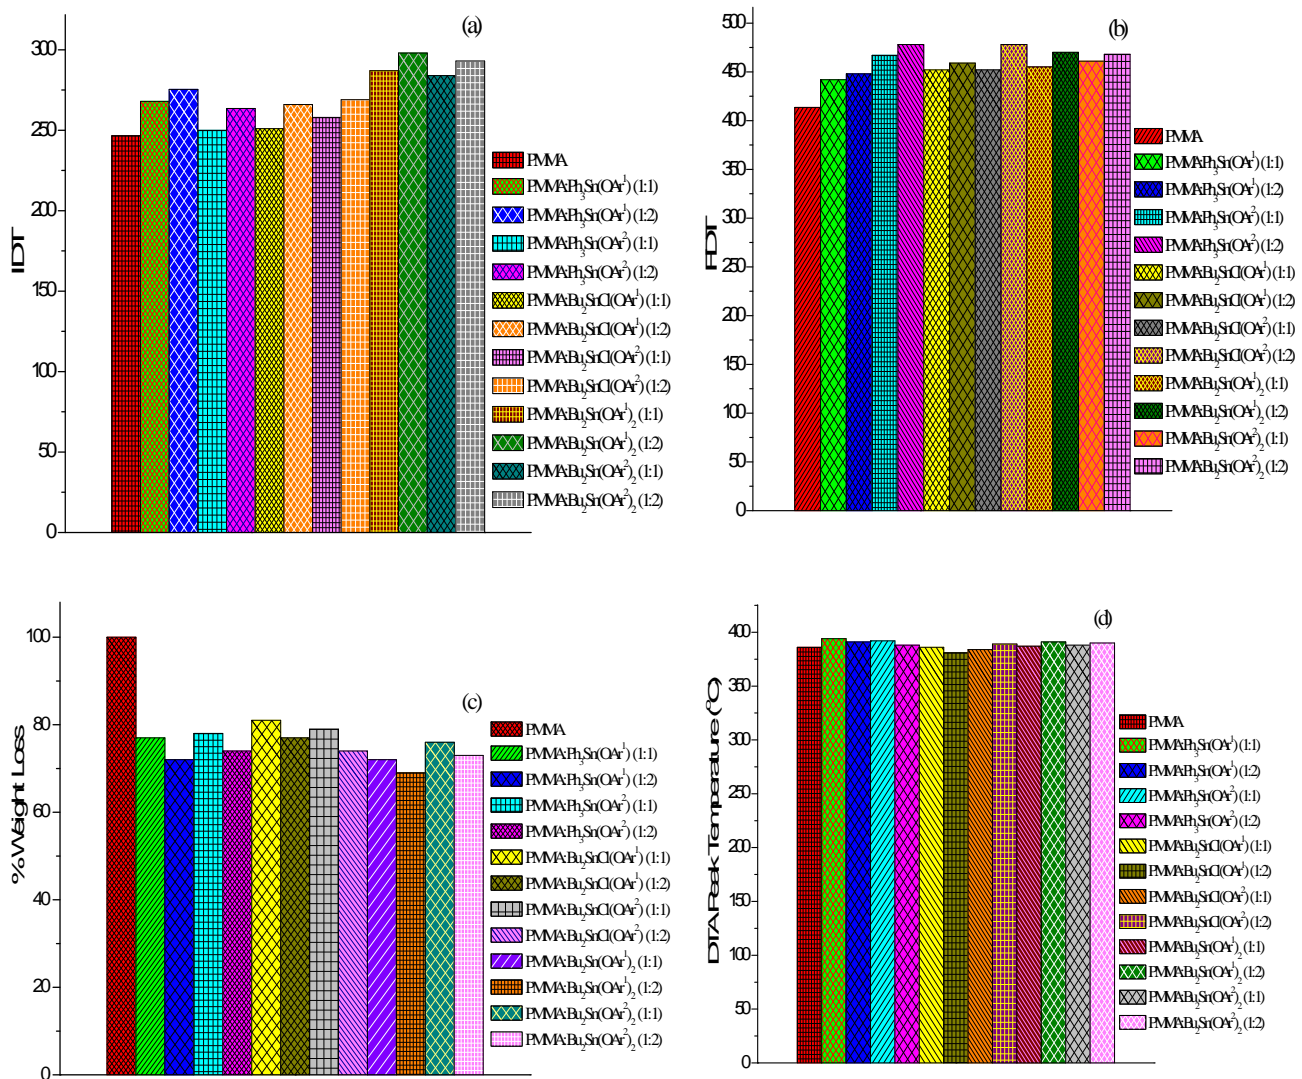 (a)
IDT
300
250
200
150
100
50
0
PMMA
PMMA:Ph3Sn(OAr1) (1:1)
PMMA:Ph3Sn(OAr1) (1:2)
PMMA:Ph3Sn(OAr2) (1:1)
PMMA:Ph3Sn(OAr2) (1:2)
PMMA:Bu2SnCl(OAr1) (1:1)
PMMA:Bu2SnCl(OAr1) (1:2)
PMMA:Bu2SnCl(OAr2) (1:1)
PMMA:Bu2SnCl(OAr2) (1:2)
PMMA:Bu2Sn(OAr1)2 (1:1)
PMMA:Bu2Sn(OAr1)2 (1:2)
PMMA:Bu2Sn(OAr2)2 (1:1)
PMMA:Bu2Sn(OAr2)2 (1:2)
(b)
FDT
500
450
400
350
300
250
200
150
100
50
0
PMMA
PMMA:Ph3Sn(OAr1) (1:1)
PMMA:Ph3Sn(OAr1) (1:2)
PMMA:Ph3Sn(OAr2) (1:1)
PMMA:Ph3Sn(OAr2) (1:2)
PMMA:Bu2SnCl(OAr1) (1:1)
PMMA:Bu2SnCl(OAr1) (1:2)
PMMA:Bu2SnCl(OAr2) (1:1)
PMMA:Bu2SnCl(OAr2) (1:2)
PMMA:Bu2Sn(OAr1)2 (1:1)
PMMA:Bu2Sn(OAr1)2 (1:2)
PMMA:Bu2Sn(OAr2)2 (1:1)
PMMA:Bu2Sn(OAr2)2 (1:2)
(c)
% Weight Loss
100
80
60
40
20
0
PMMA
PMMA:Ph3Sn(OAr1) (1:1)
PMMA:Ph3Sn(OAr1) (1:2)
PMMA:Ph3Sn(OAr2) (1:1)
PMMA:Ph3Sn(OAr2) (1:2)
PMMA:Bu2SnCl(OAr1) (1:1)
PMMA:Bu2SnCl(OAr1) (1:2)
PMMA:Bu2SnCl(OAr2) (1:1)
PMMA:Bu2SnCl(OAr2) (1:2)
PMMA:Bu2Sn(OAr1)2 (1:1)
PMMA:Bu2Sn(OAr1)2 (1:2)
PMMA:Bu2Sn(OAr2)2 (1:1)
PMMA:Bu2Sn(OAr2)2 (1:2)
(d)
DTA Peak Temperature (°C)
400
350
300
250
200
150
100
50
0
PMMA
PMMA:Ph3Sn(OAr1) (1:1)
PMMA:Ph3Sn(OAr1) (1:2)
PMMA:Ph3Sn(OAr2) (1:1)
PMMA:Ph3Sn(OAr2) (1:2)
PMMA:Bu2SnCl(OAr1) (1:1)
PMMA:Bu2SnCl(OAr1) (1:2)
PMMA:Bu2SnCl(OAr2) (1:1)
PMMA:Bu2SnCl(OAr2) (1:2)
PMMA:Bu2Sn(OAr1)2 (1:1)
PMMA:Bu2Sn(OAr1)2 (1:2)
PMMA:Bu2Sn(OAr2)2 (1:1)
PMMA:Bu2Sn(OAr2)2 (1:2)